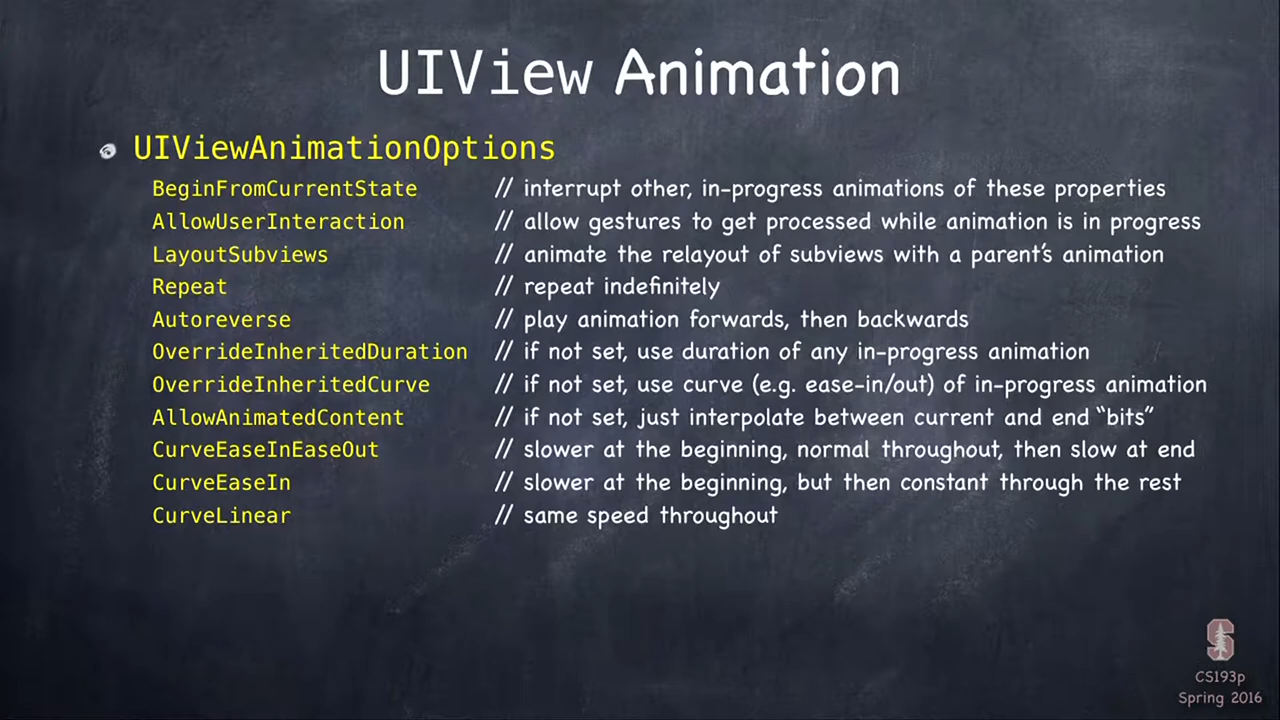 UIView Animation
UIViewAnimationOptions
BeginFromCurrentState // interrupt other, in-progress animations of these properties
AllowUserInteraction // allow gestures to get processed while animation is in progress
LayoutSubviews // animate the relayout of subviews with a parent's animation
Repeat // repeat indefinitely
Autoreverse // play animation forwards, then backwards
OverrideInheritedDuration // if not set, use duration of any in-progress animation
OverrideInheritedCurve // if not set, use curve (e.g. ease-in/out) of in-progress animation
AllowAnimatedContent // if not set, just interpolate between current and end “bits”
CurveEaseInEaseOut // slower at the beginning, normal throughout, then slow at end
CurveEaseIn // slower at the beginning, but then constant through the rest
CurveLinear // same speed throughout
S
CS193p
Spring 2016